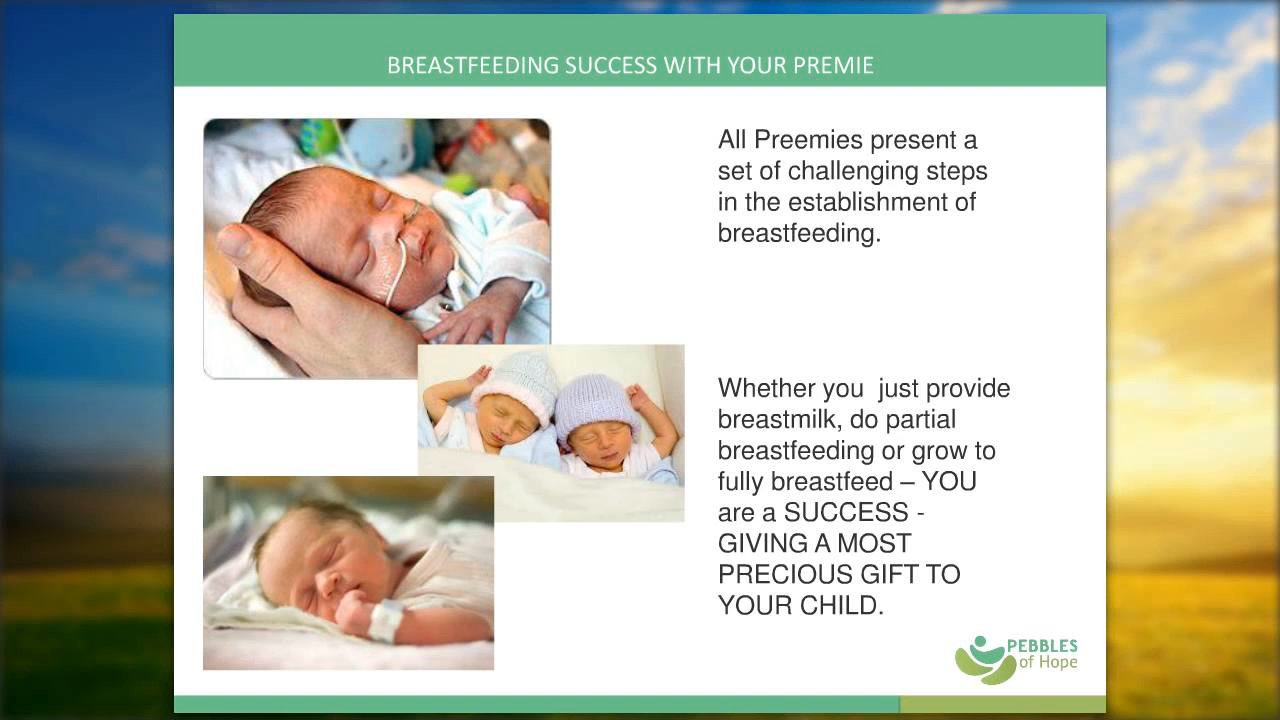 BREASTFEEDING SUCCESS WITH YOUR PREMIE
All Preemies present a
set of challenging steps
in the establishment of
breastfeeding.
Whether you  just provide
breastmilk, do partial
breastfeeding or grow to
fully breastfeed – YOU
are a SUCCESS -
GIVING A MOST
PRECIOUS GIFT TO
YOUR CHILD.
PEBBLES
of Hope